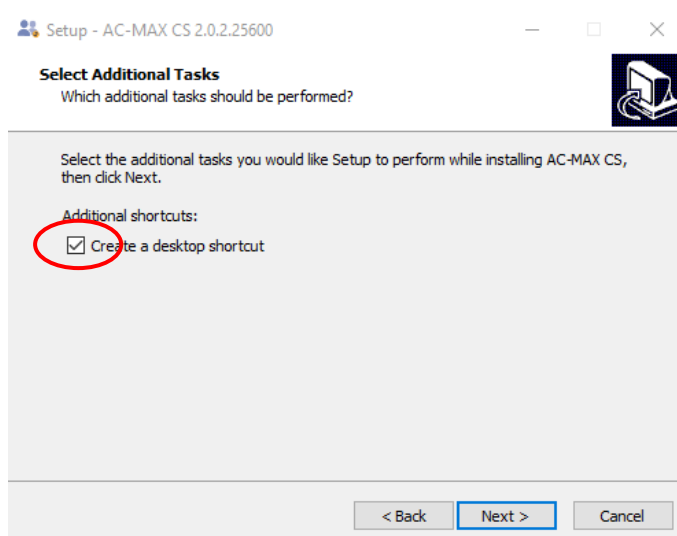 Setup - AC-MAX CS 2.0.2.25600
Select Additional Tasks
Which additional tasks should be performed?
Select the additional tasks you would like Setup to perform while installing AC-MAX CS,
then click Next.
Additional shortcuts:
Create a desktop shortcut
< Back
Next >
Cancel